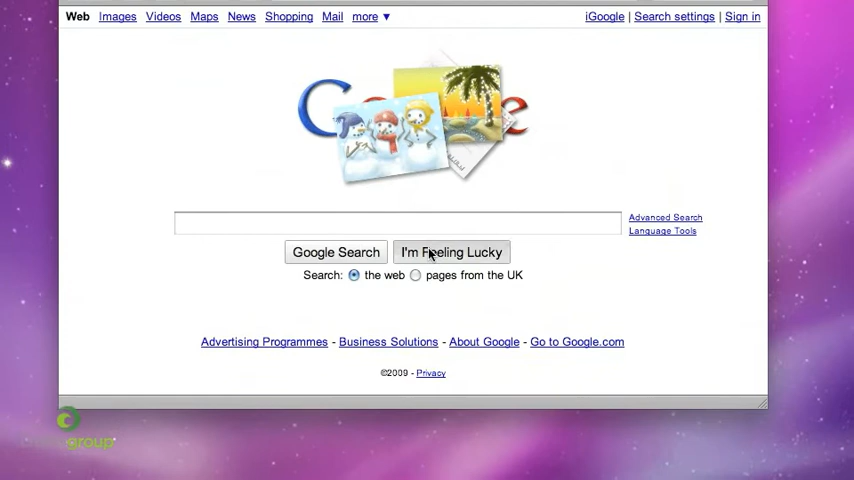 Web Images Videos Maps News Shopping Mail more ▼ iGoogle | Search settings | Sign in
Advanced Search
Language Tools
Google Search I'm Feeling Lucky
Search: the web pages from the UK
Advertising Programmes - Business Solutions - About Google - Go to Google.com
©2009 - Privacy
group